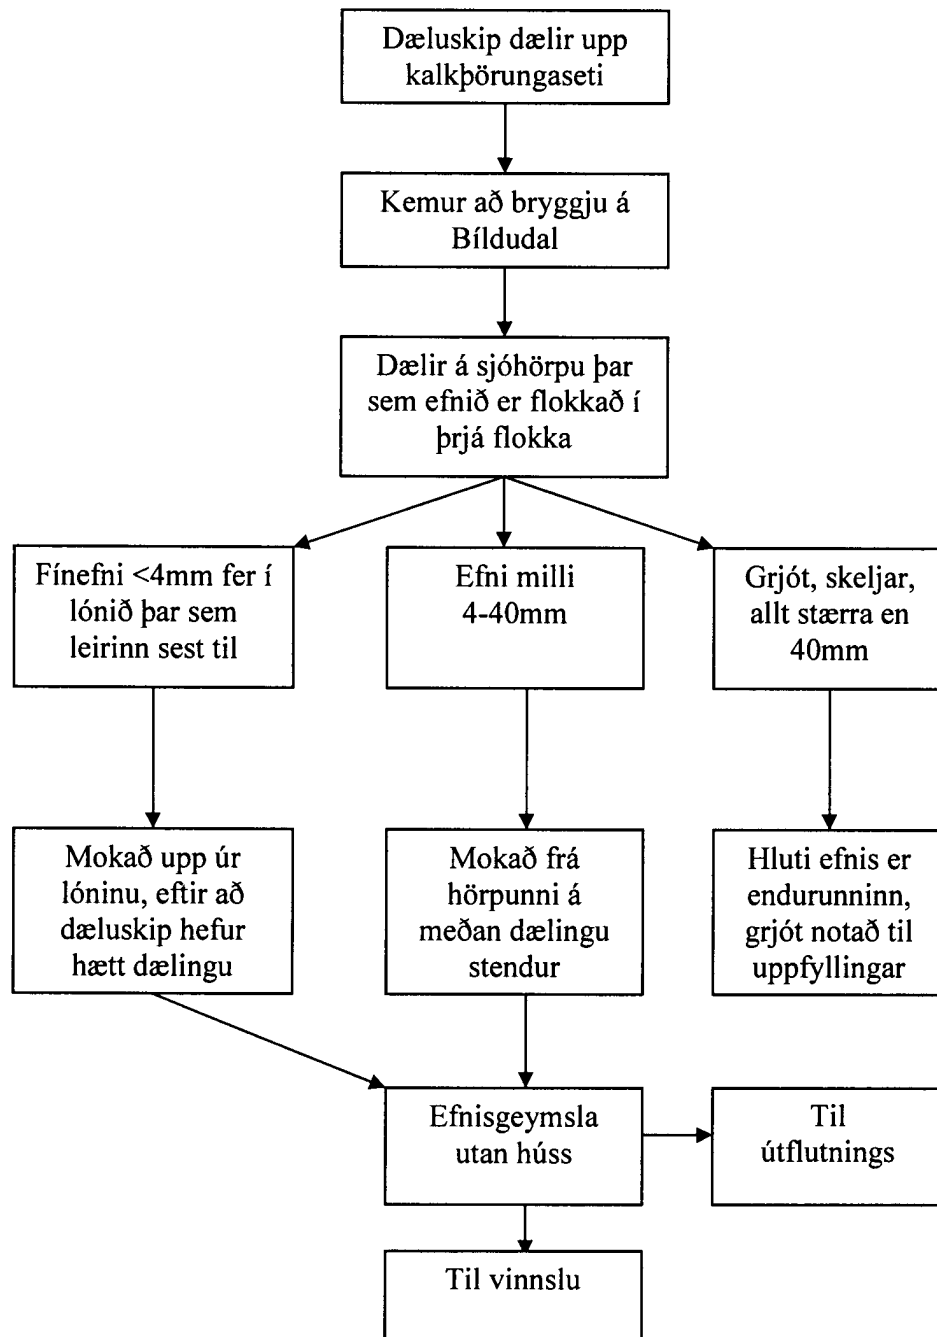 Dæluskip dælir upp
kalkþörungaseti
Kemur að bryggju á
Bíldudal
Dælir á sjóhörpu þar
sem efnið er flokkað í
þrjá flokka
Fínefni <4mm fer í
lónið þar sem
leirinn sest til
Efni milli
4-40mm
Grjót, skeljar,
allt stærra en
40mm
Mokað upp úr
lóninu, eftir að
dæluskip hefur
hætt dælingu
Mokað frá
hörpunni á
meðan dælingu
stendur
Hluti efnis er
endurunninn,
grjót notað til
uppfyllingar
Efnisgeymsla
utan húss
Til
útflutnings
Til vinnslu